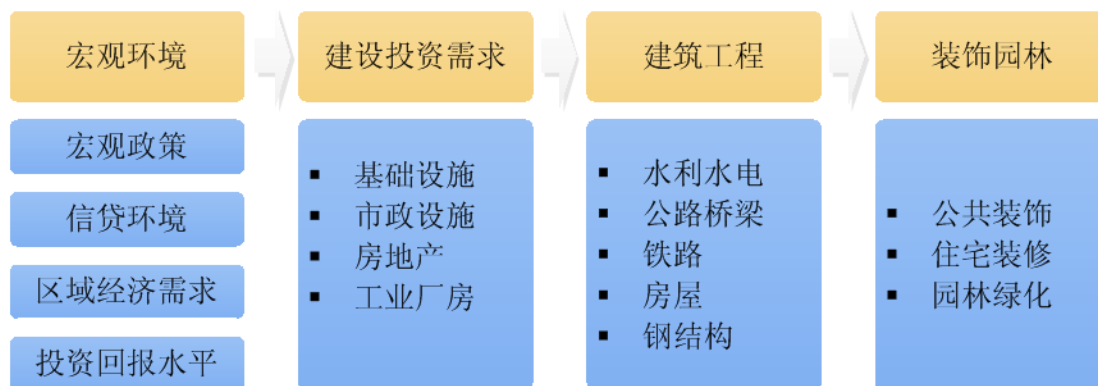 宏观环境
建设投资需求
建筑工程
装饰园林
宏观政策
信贷环境
区域经济需求
投资回报水平
▪ 基础设施
▪ 市政设施
▪ 房地产
▪ 工业厂房
▪ 水利水电
▪ 公路桥梁
▪ 铁路
▪ 房屋
▪ 钢结构
▪ 公共装饰
▪ 住宅装修
▪ 园林绿化